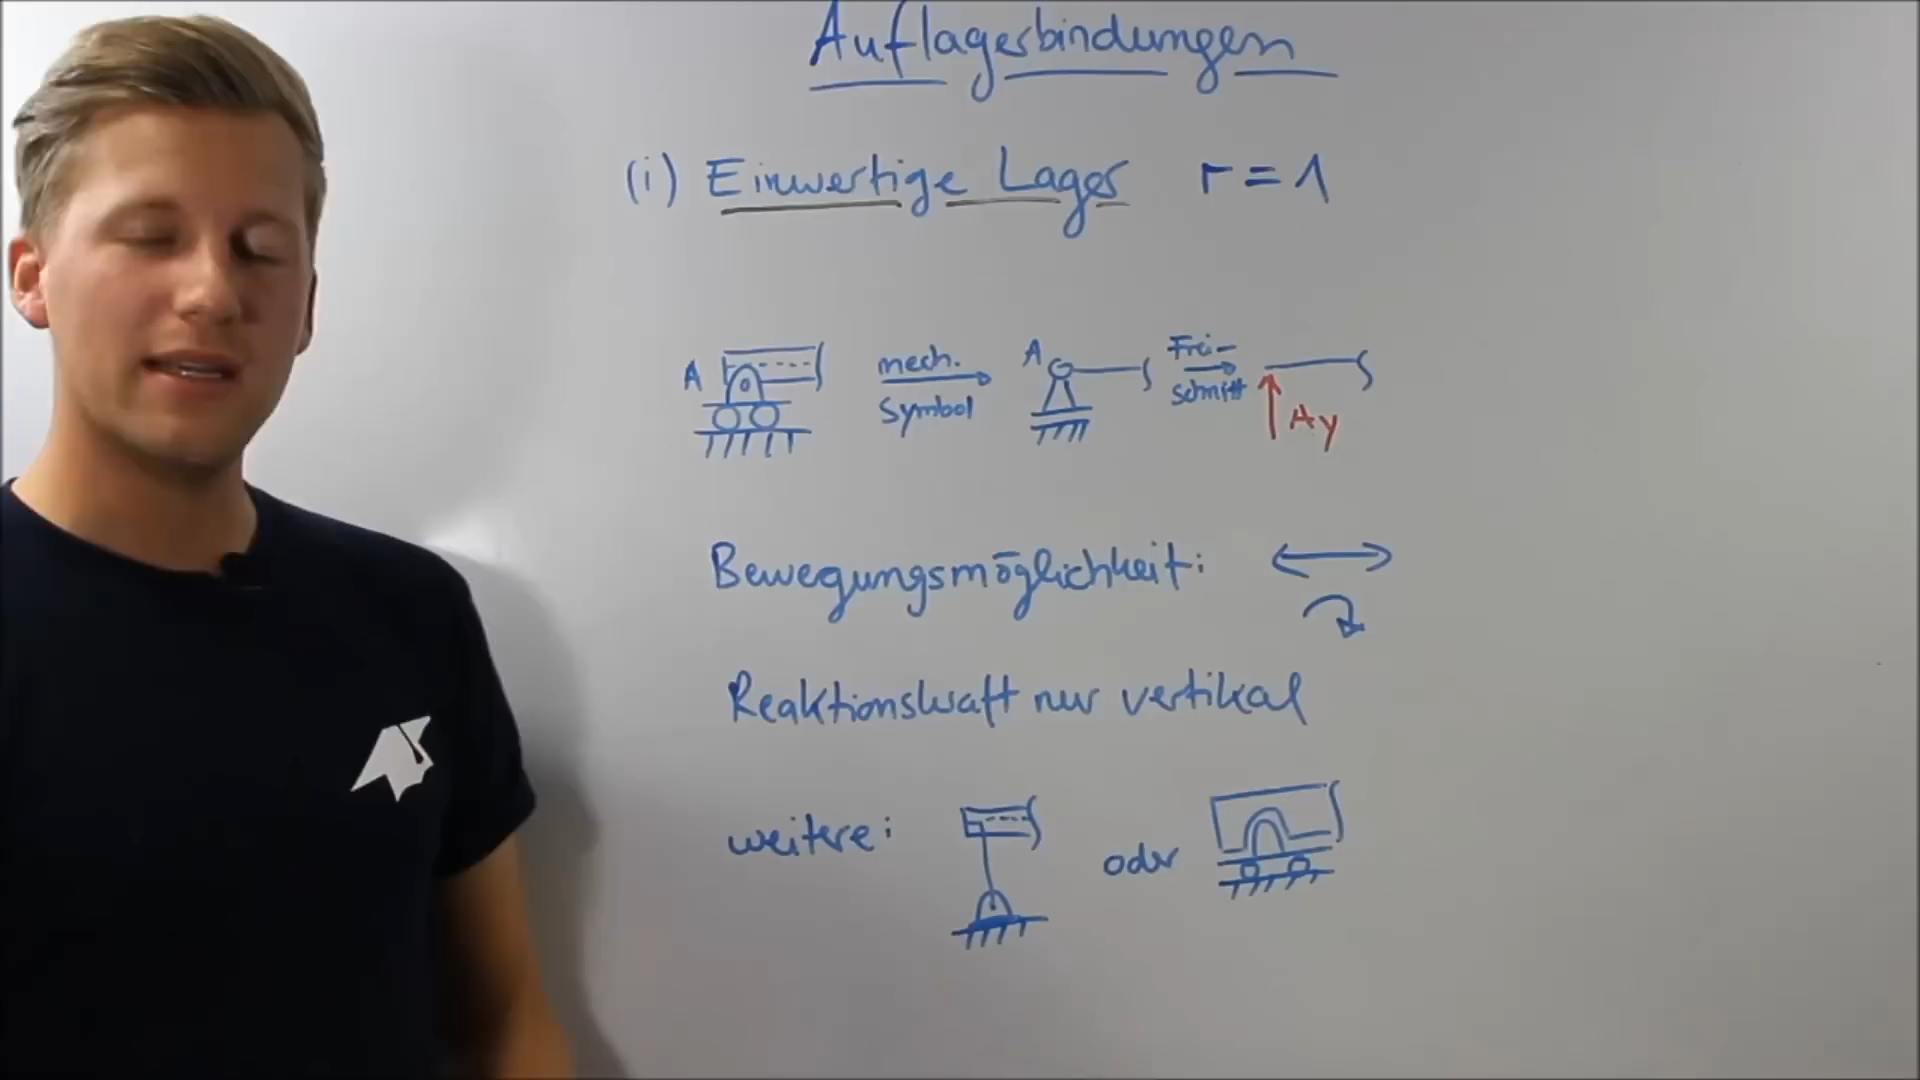 Auflagerbindungen
(i) Einwertige Lager r = 1
A mech. Symbol A Frei- schnitt Ay
Bewegungsmöglichkeit:
Reaktionskraft nur vertikal
weitere: oder